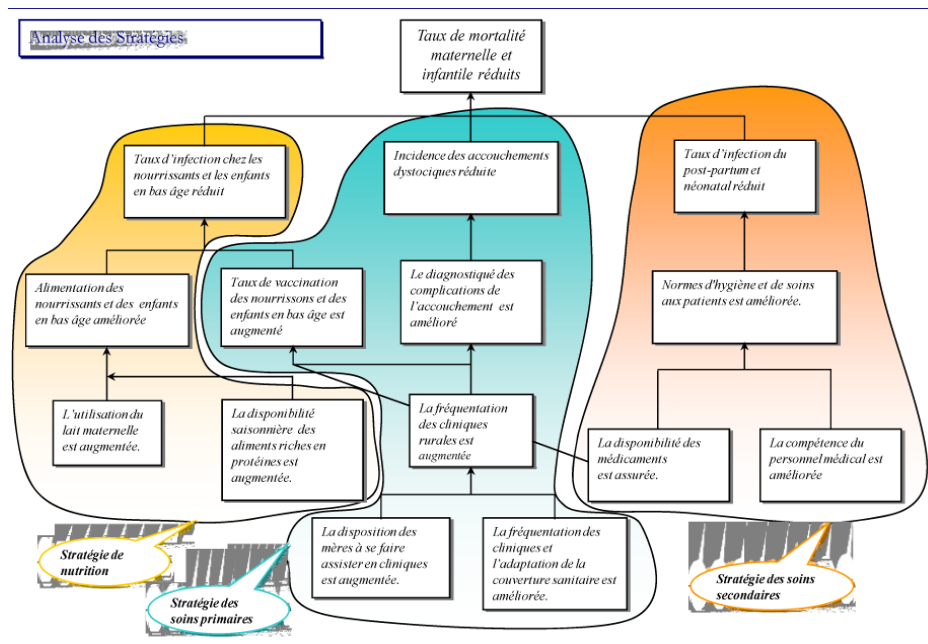 Analyse des Stratégies
Taux de mortalité
maternelle et
infantile réduits
Taux d'infection chez les
nourrissants et les enfants
en bas âge réduit
Incidence des accouchements
dystociques réduite
Taux d'infection du
post-partum et
néonatal réduit
Alimentation des
nourrissants et des enfants
en bas âge améliorée
Taux de vaccination
des nourrissons et des
enfants en bas âge est
augmenté
Le diagnostiqué des
complications de
l'accouchement est
amélioré
Normes d'hygiène et de soins
aux patients est améliorée.
L'utilisation du
lait maternelle
est augmentée.
La disponibilité
saisonnière des
aliments riches en
protéines est
augmentée.
La fréquentation
des cliniques
rurales est
augmentée
La disponibilité des
médicaments
est assurée.
La compétence du
personnel médical est
améliorée
La disposition des
mères à se faire
assister en cliniques
est augmentée.
La fréquentation des
cliniques et
l'adaptation de la
couverture sanitaire est
améliorée.
Stratégie de
nutrition
Stratégie des
soins primaires
Stratégie des soins
secondaires